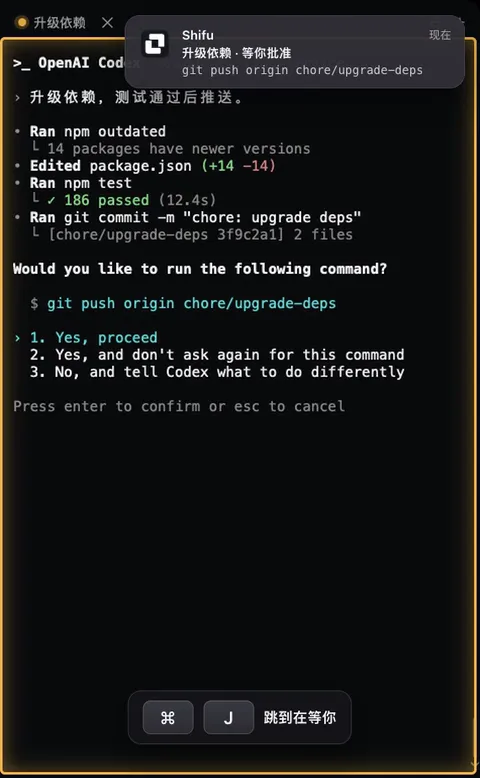 升级依赖
Shifu
现在
升级依赖 · 等你批准
git push origin chore/upgrade-deps
>_ OpenAI Codex
› 升级依赖，测试通过后推送。
• Ran npm outdated
└ 14 packages have newer versions
• Edited package.json (+14 -14)
• Ran npm test
└ ✓ 186 passed (12.4s)
• Ran git commit -m "chore: upgrade deps"
└ [chore/upgrade-deps 3f9c2a1] 2 files
Would you like to run the following command?
$ git push origin chore/upgrade-deps
› 1. Yes, proceed
2. Yes, and don't ask again for this command
3. No, and tell Codex what to do differently
Press enter to confirm or esc to cancel
⌘ J 跳到在等你